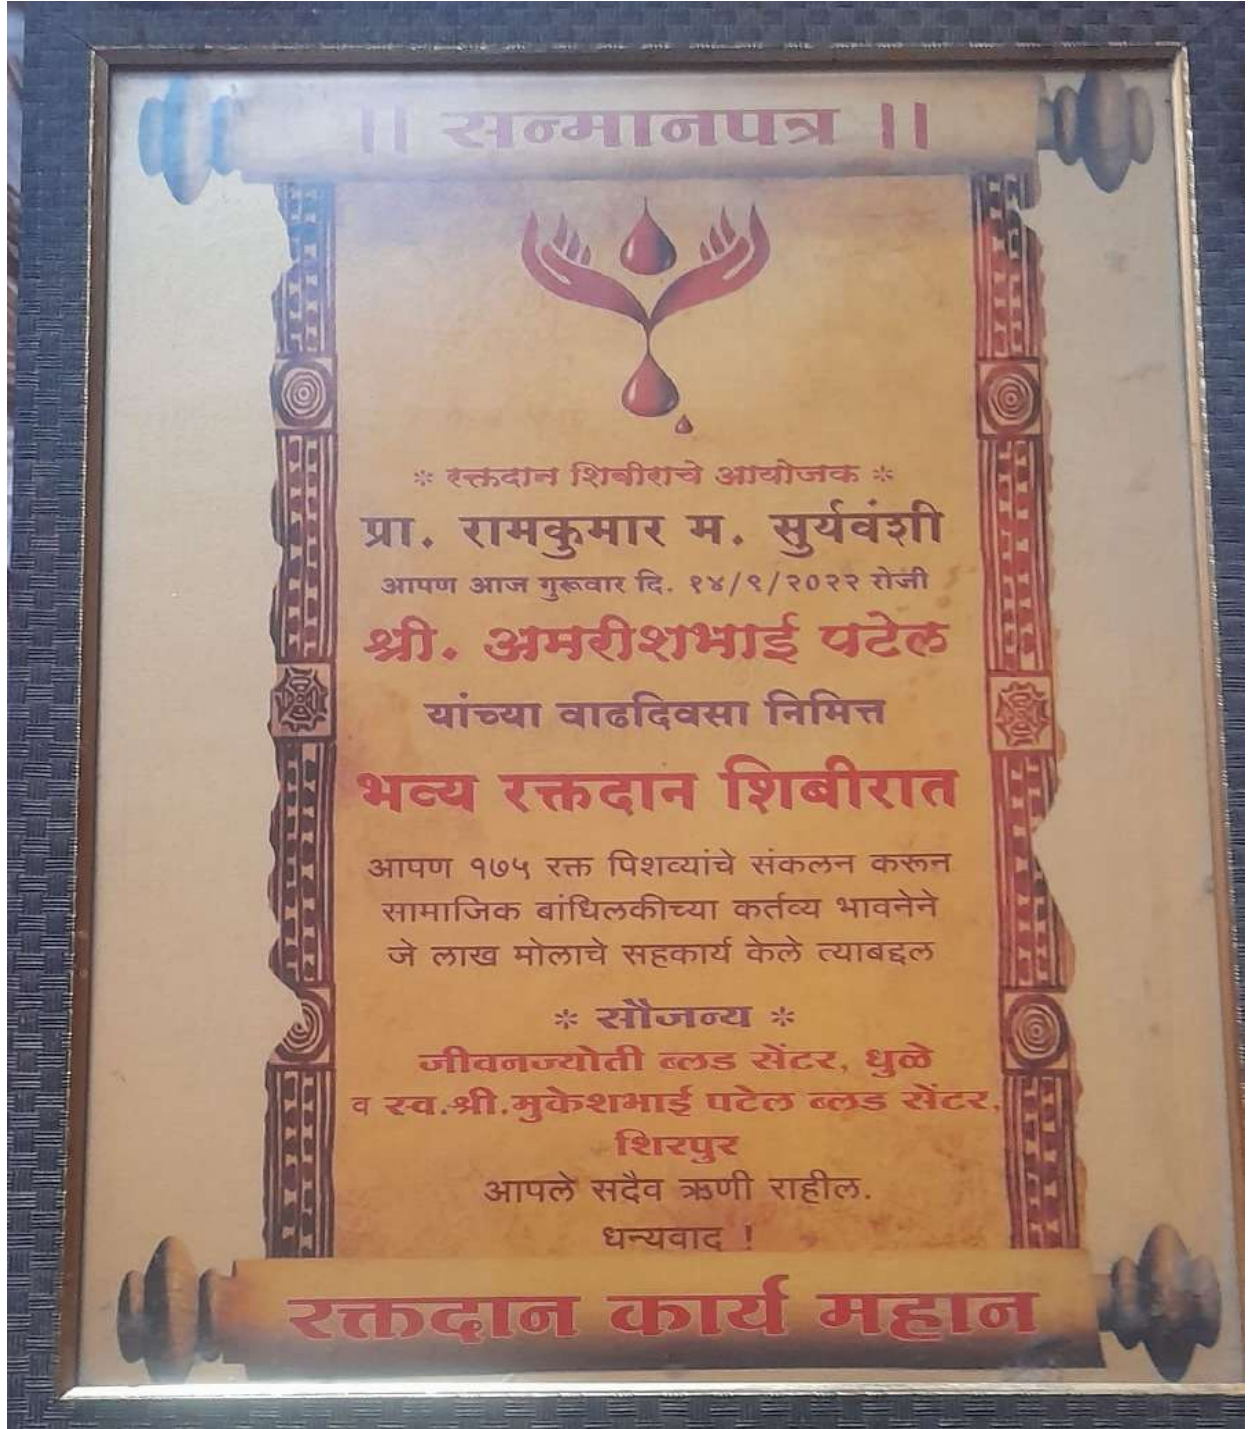 || सन्मानपत्र ||
* रक्तदान शिबीराचे आयोजक *
प्रा. रामकुमार म. सुर्यवंशी
आपण आज गुरूवार दि. १४/९/२०२२ रोजी
श्री. अमरीशभाई पटेल
यांच्या वाढदिवसा निमित्त
भव्य रक्तदान शिबीरात
आपण १७५ रक्त पिशव्यांचे संकलन करून
सामाजिक बांधिलकीच्या कर्तव्य भावनेने
जे लाख मोलाचे सहकार्य केले त्याबद्दल
* सौजन्य *
जीवनज्योती ब्लड सेंटर, धुळे
व स्व.श्री.मुकेशभाई पटेल ब्लड सेंटर,
शिरपुर
आपले सदैव ऋणी राहील.
धन्यवाद !
रक्तदान कार्य महान